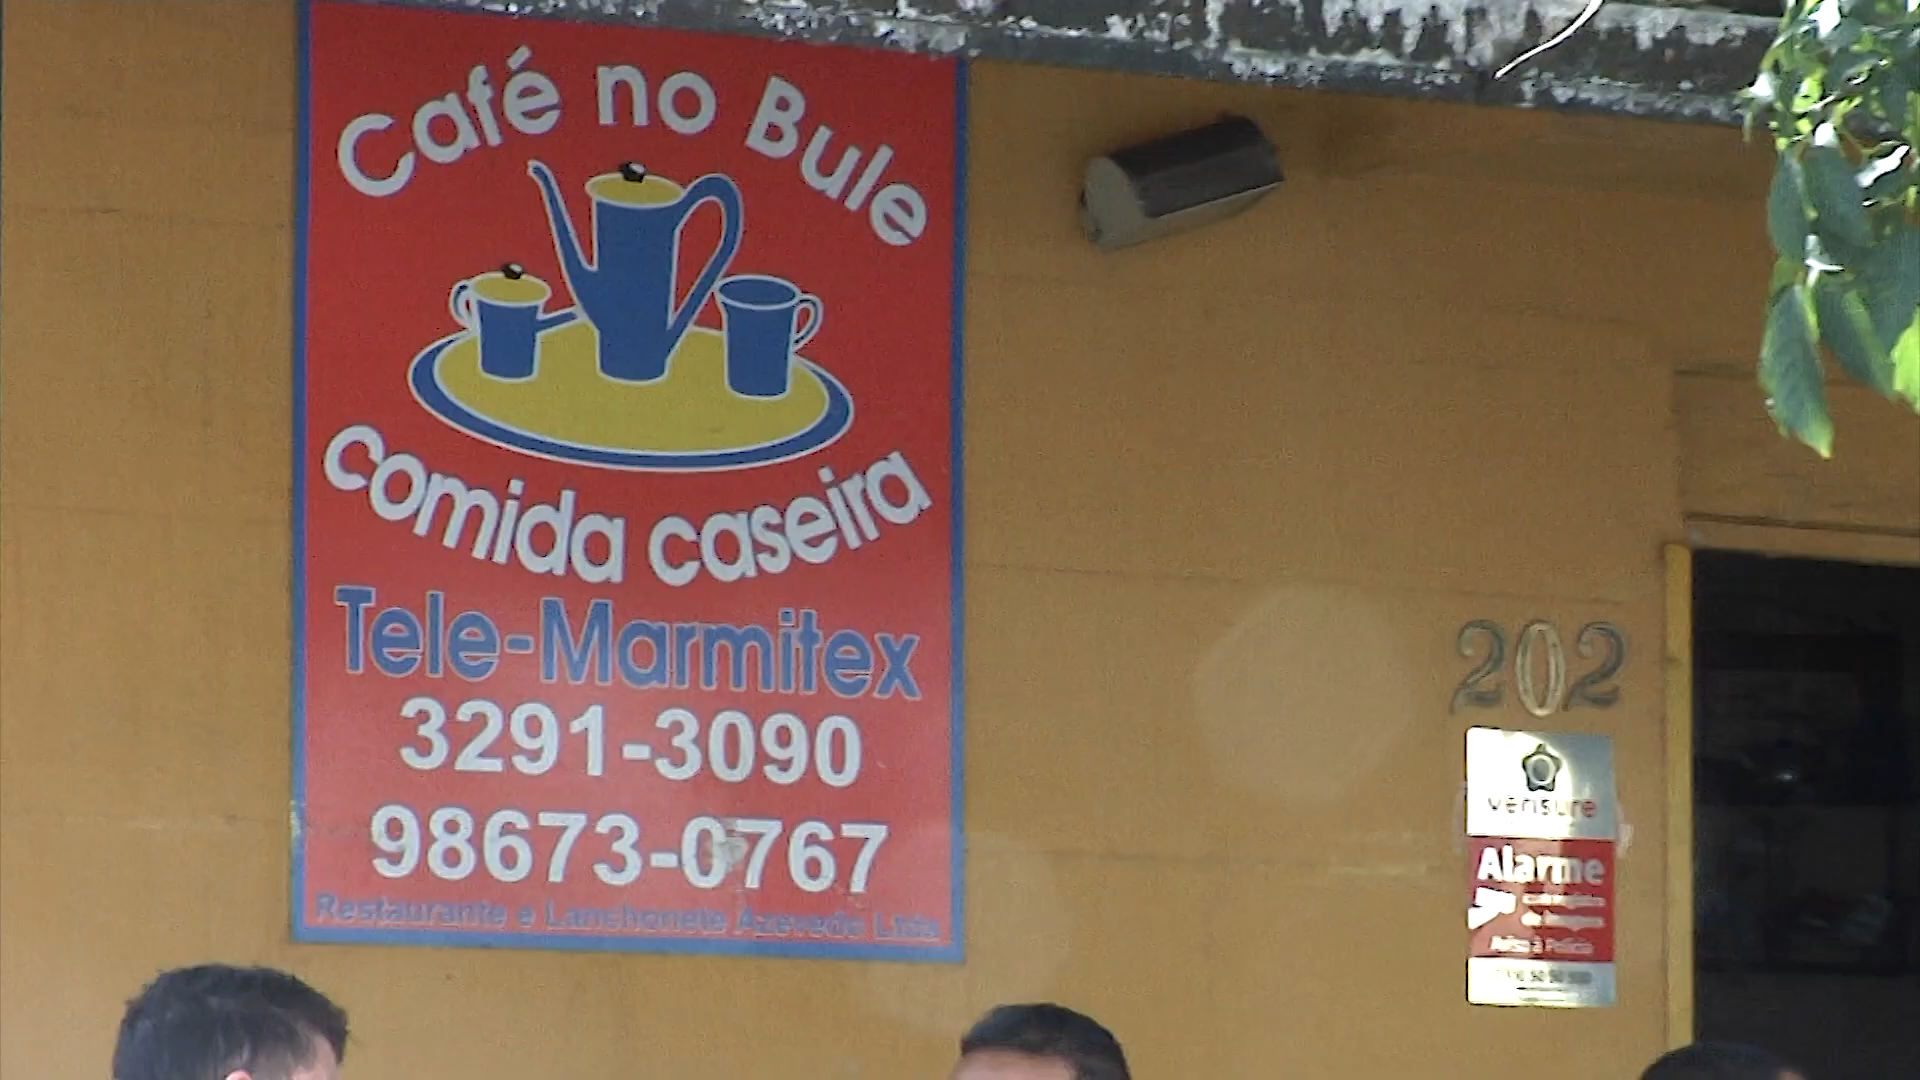 Café no Bule
comida caseira
Tele-Marmitex
3291-3090
98673-0767
Restaurante e Lanchonete Azevedo Ltda
202
verisure
Alarme
Aviso à Polícia